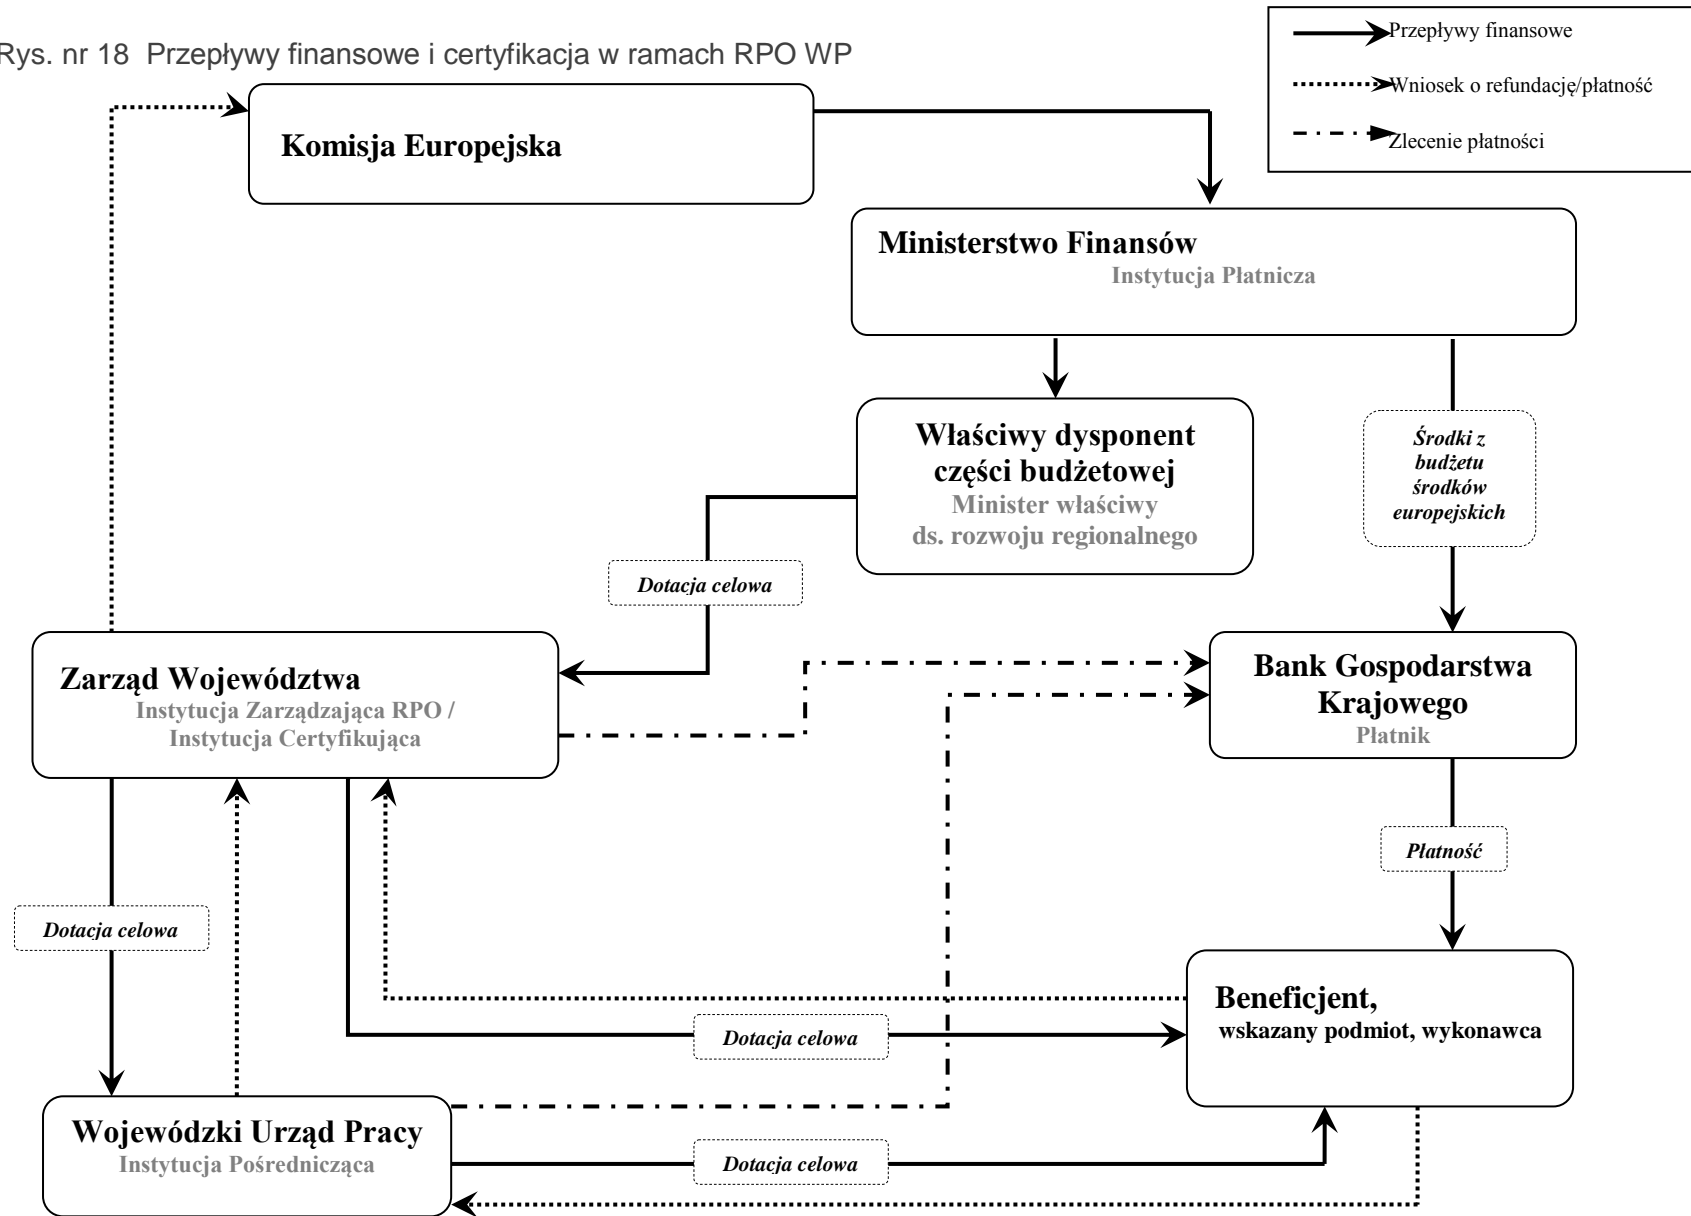 Rys. nr 18 Przepływy finansowe i certyfikacja w ramach RPO WP
Przepływy finansowe
Wniosek o refundację/płatność
Zlecenie płatności
Komisja Europejska
Ministerstwo Finansów
Instytucja Płatnicza
Właściwy dysponent
części budżetowej
Minister właściwy
ds. rozwoju regionalnego
Środki z
budżetu
środków
europejskich
Dotacja celowa
Zarząd Województwa
Instytucja Zarządzająca RPO /
Instytucja Certyfikująca
Bank Gospodarstwa
Krajowego
Płatnik
Płatność
Dotacja celowa
Beneficjent,
wskazany podmiot, wykonawca
Dotacja celowa
Wojewódzki Urząd Pracy
Instytucja Pośrednicząca
Dotacja celowa